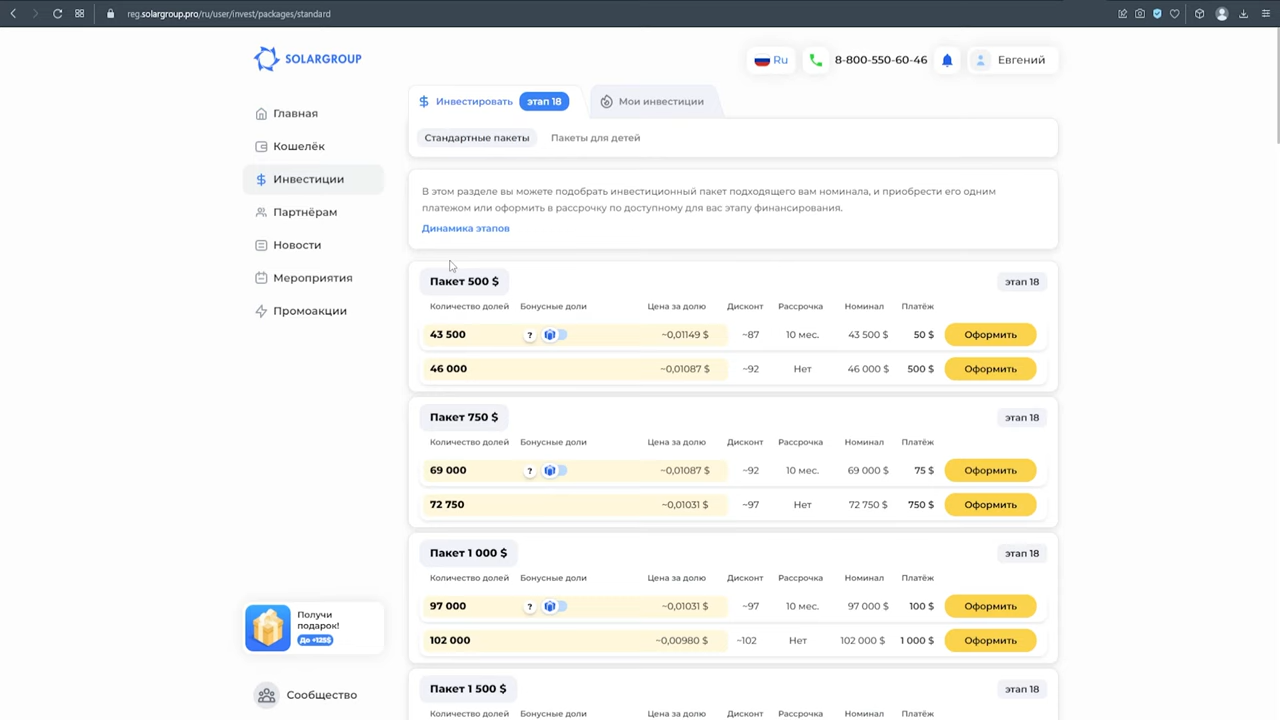 reg.solargroup.pro/ru/user/invest/packages/standard
SOLARGROUP
Ru
8-800-550-60-46
Евгений
Главная
Кошелёк
Инвестиции
Партнёрам
Новости
Мероприятия
Промоакции
Инвестировать этап 18
Мои инвестиции
Стандартные пакеты Пакеты для детей
В этом разделе вы можете подобрать инвестиционный пакет подходящего вам номинала, и приобрести его одним
платежом или оформить в рассрочку по доступному для вас этапу финансирования.
Динамика этапов
Пакет 500 $ этап 18
Количество долей Бонусные доли Цена за долю Дисконт Рассрочка Номинал Платёж
43 500 ? ~0,01149 $ ~87 10 мес. 43 500 $ 50 $ Оформить
46 000 ~0,01087 $ ~92 Нет 46 000 $ 500 $ Оформить
Пакет 750 $ этап 18
Количество долей Бонусные доли Цена за долю Дисконт Рассрочка Номинал Платёж
69 000 ? ~0,01087 $ ~92 10 мес. 69 000 $ 75 $ Оформить
72 750 ~0,01031 $ ~97 Нет 72 750 $ 750 $ Оформить
Пакет 1 000 $ этап 18
Количество долей Бонусные доли Цена за долю Дисконт Рассрочка Номинал Платёж
97 000 ? ~0,01031 $ ~97 10 мес. 97 000 $ 100 $ Оформить
102 000 ~0,00980 $ ~102 Нет 102 000 $ 1 000 $ Оформить
Пакет 1 500 $ этап 18
Количество долей Бонусные доли Цена за долю Дисконт Рассрочка Номинал Платёж
Получи
подарок!
До +125$
Сообщество